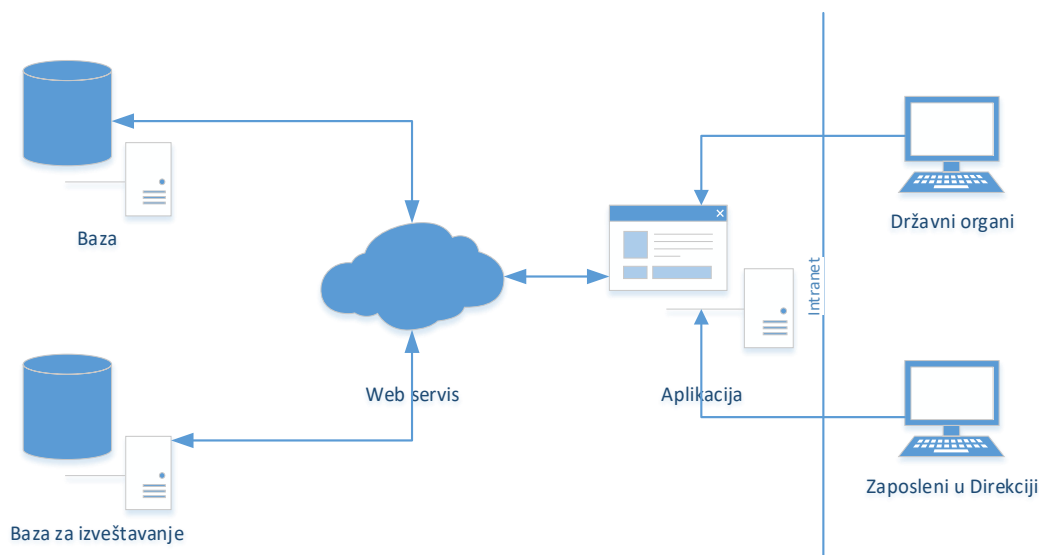 Baza
Državni organi
Intranet
Web servis
Aplikacija
Zaposleni u Direkciji
Baza za izveštavanje